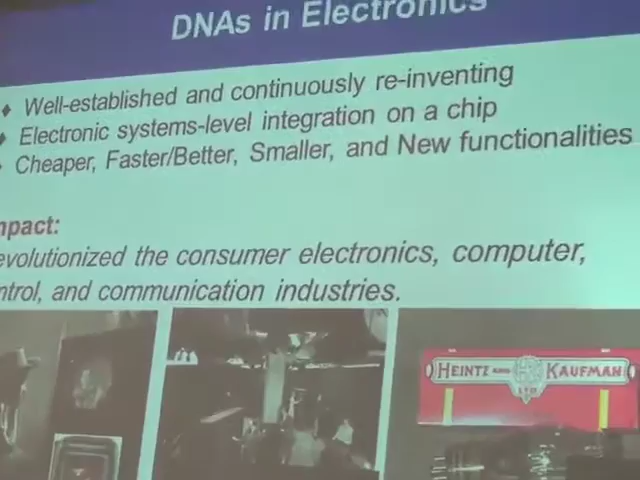 DNAs in Electronics
Well-established and continuously re-inventing
Electronic systems-level integration on a chip
Cheaper, Faster/Better, Smaller, and New functionalities
mpact:
evolutionized the consumer electronics, computer,
ntrol, and communication industries.
HEINTZ AND KAUFMAN
LTD